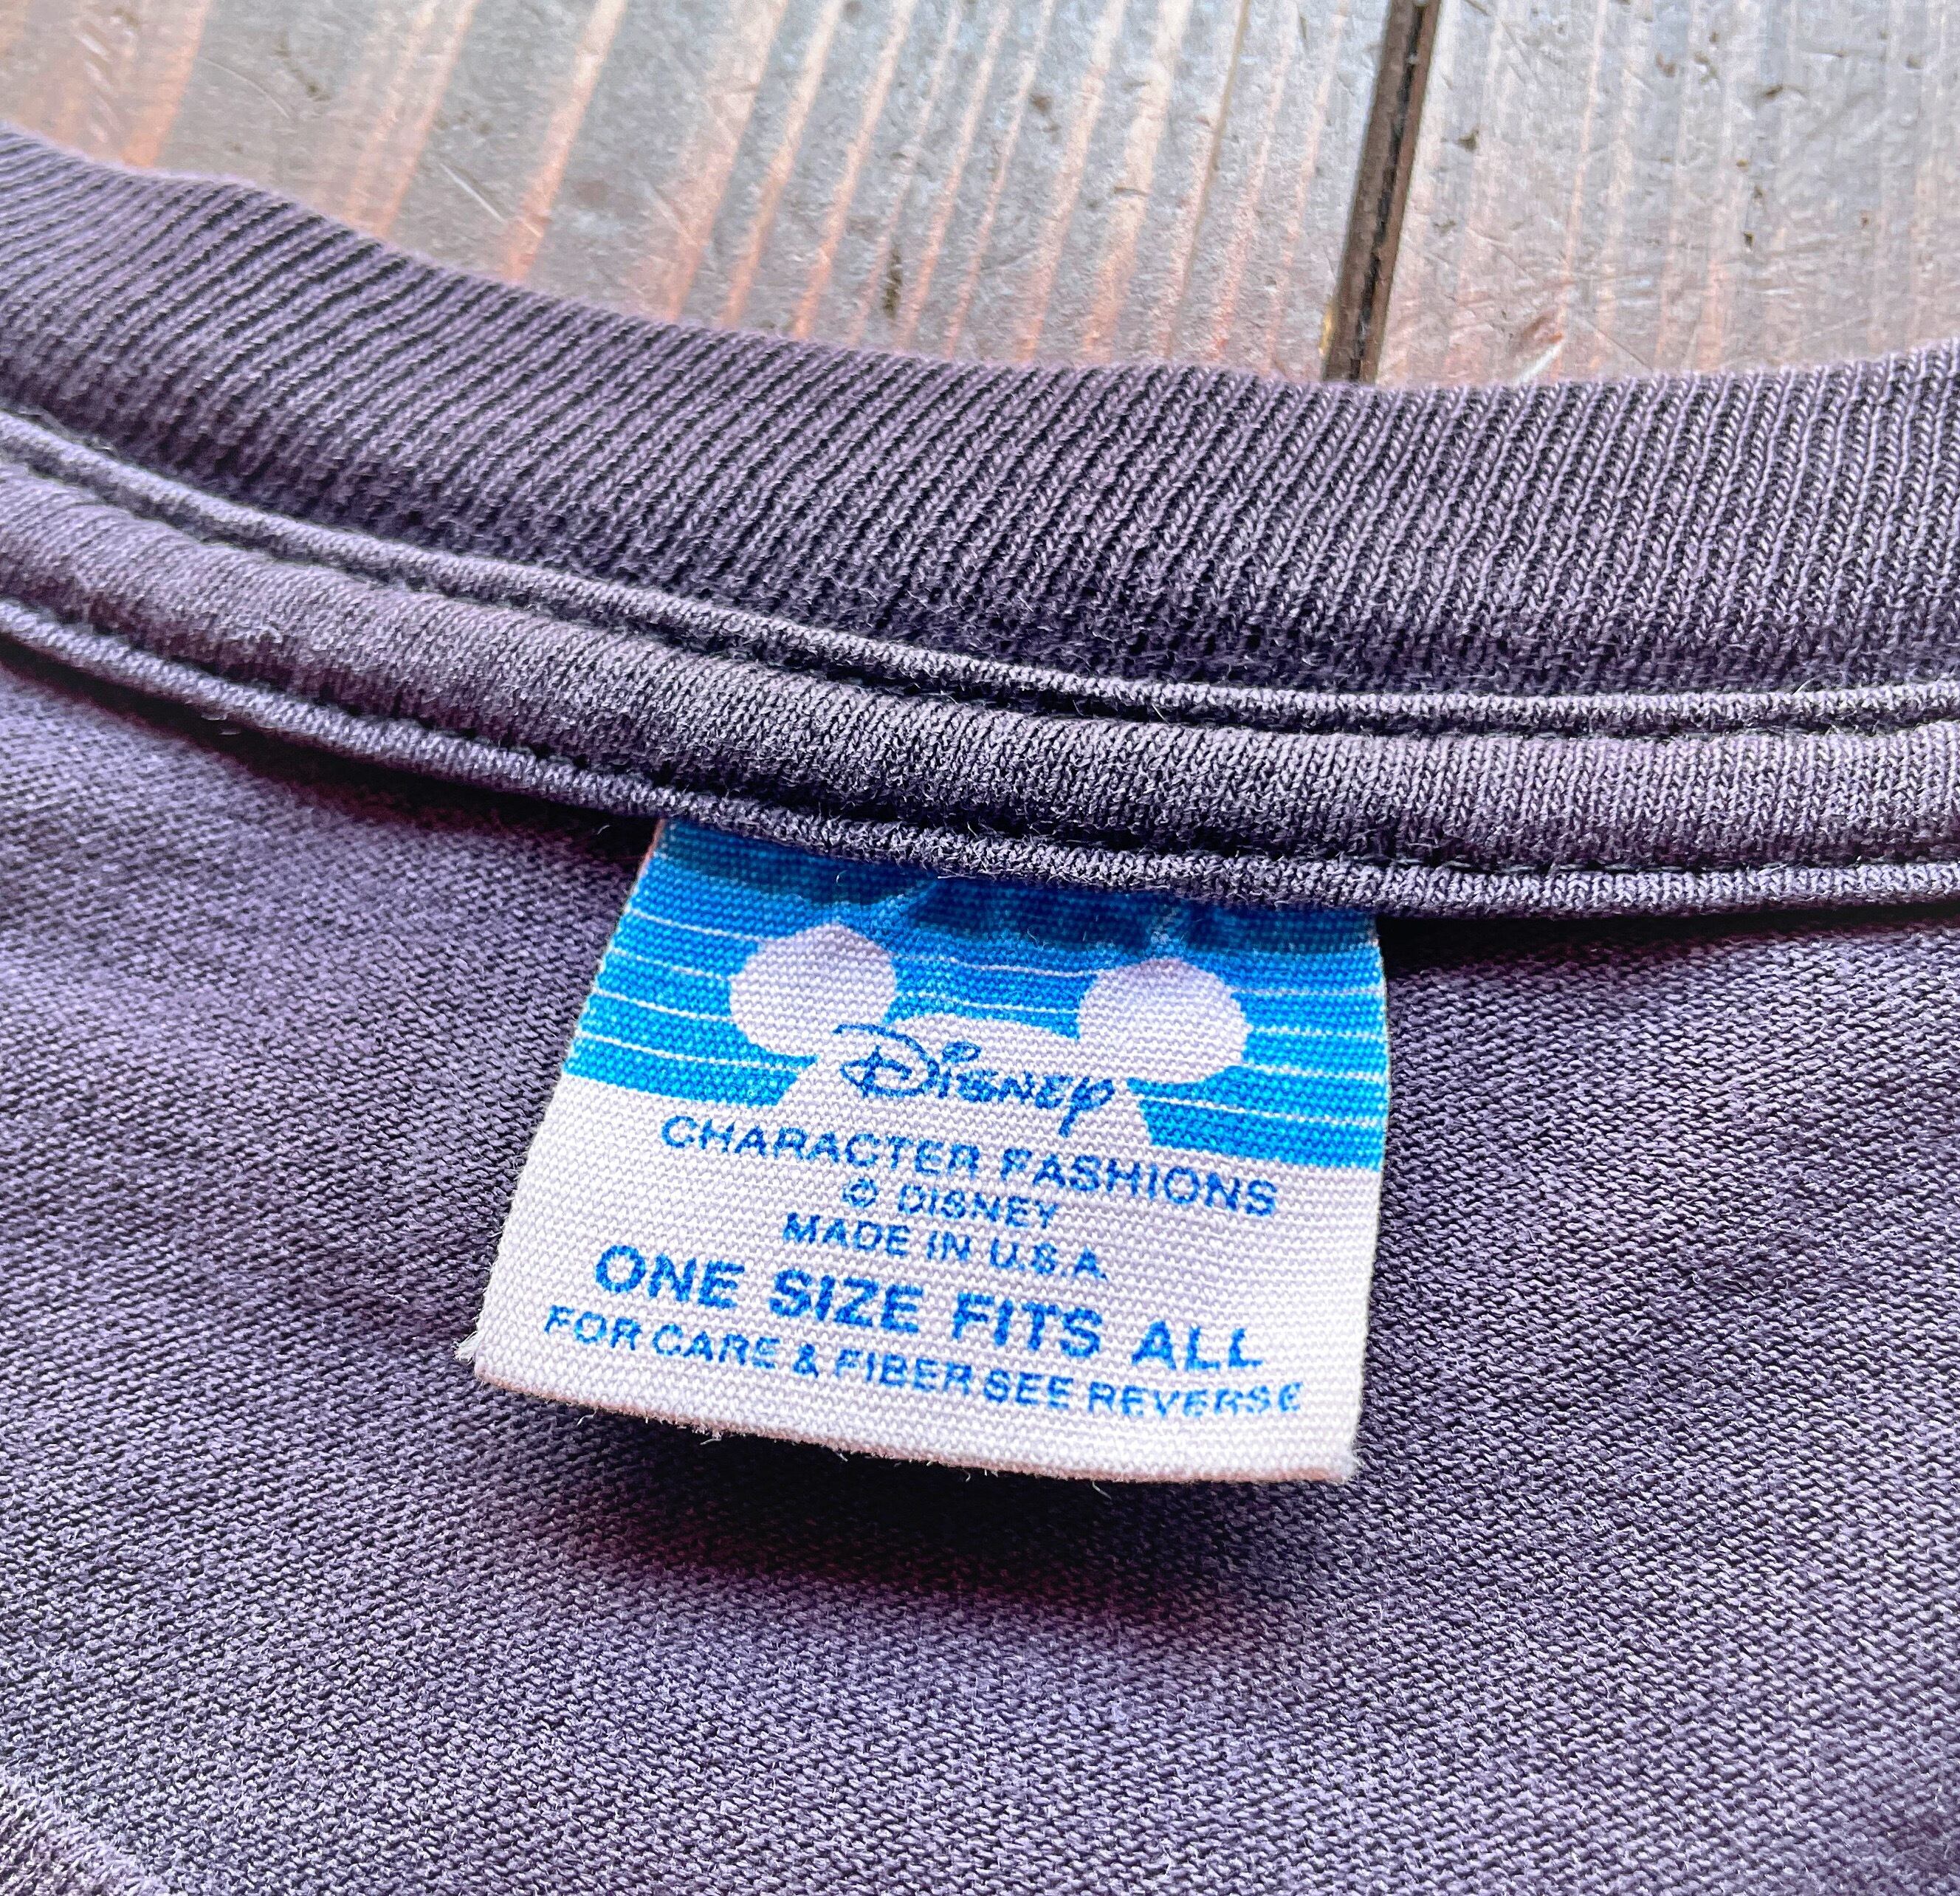 Disney
CHARACTER FASHIONS
© DISNEY
MADE IN U.S.A.
ONE SIZE FITS ALL
FOR CARE & FIBER SEE REVERSE